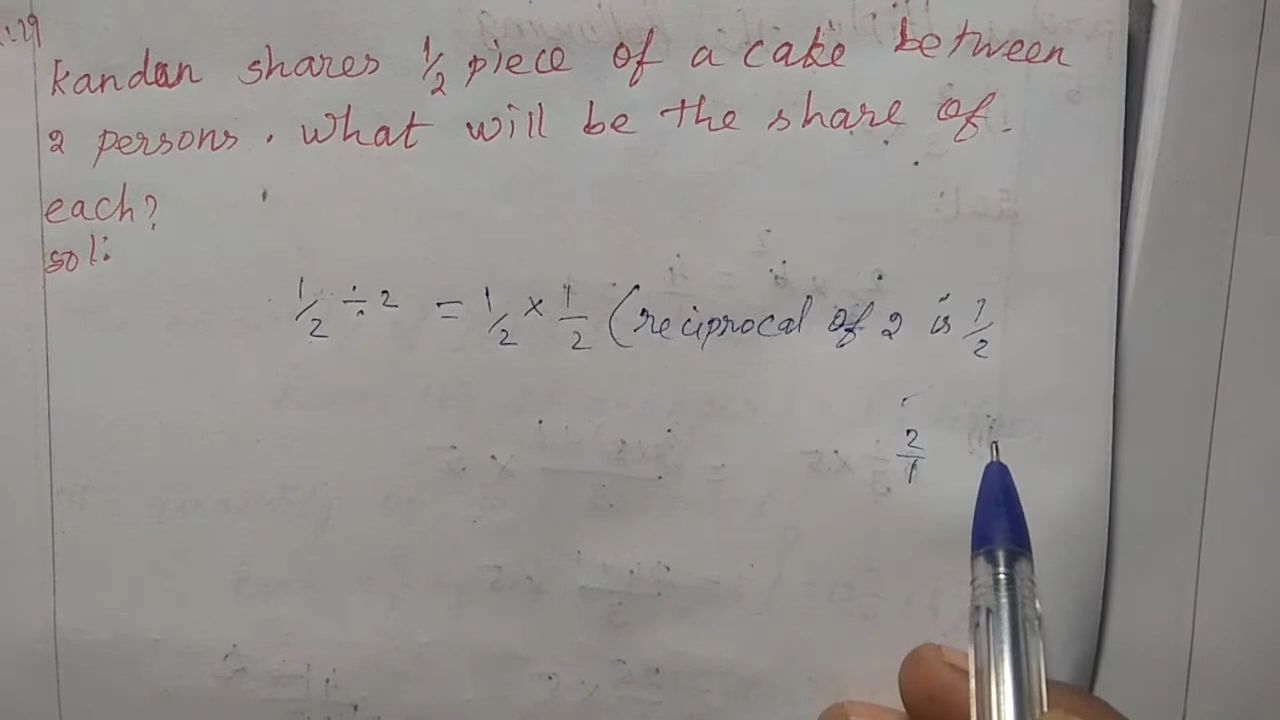 .29
Kandan shares 1/2 piece of a cake between
2 persons. What will be the share of
each?
sol:
1/2 ÷ 2 = 1/2 × 1/2 (reciprocal of 2 is 1/2
2/1